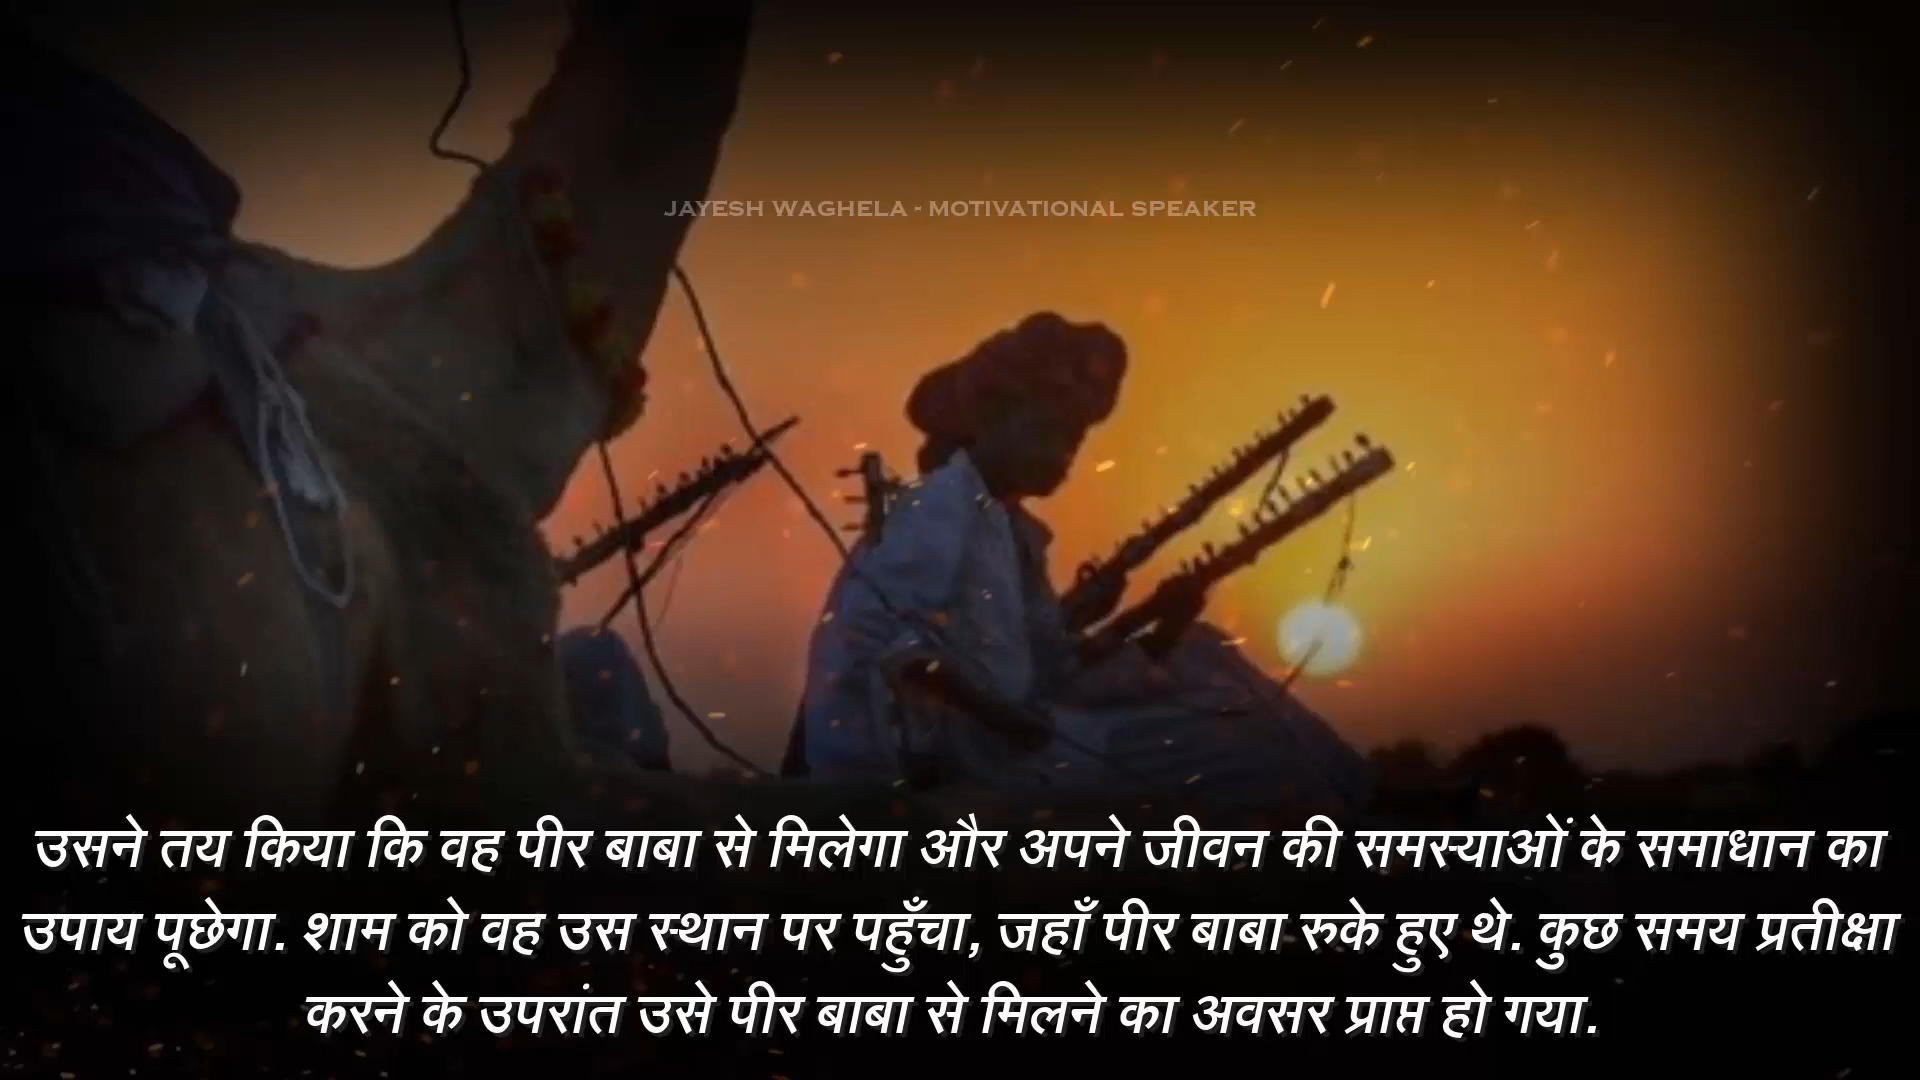 JAYESH WAGHELA - MOTIVATIONAL SPEAKER
उसने तय किया कि वह पीर बाबा से मिलेगा और अपने जीवन की समस्याओं के समाधान का
उपाय पूछेगा. शाम को वह उस स्थान पर पहुँचा, जहाँ पीर बाबा रुके हुए थे. कुछ समय प्रतीक्षा
करने के उपरांत उसे पीर बाबा से मिलने का अवसर प्राप्त हो गया.